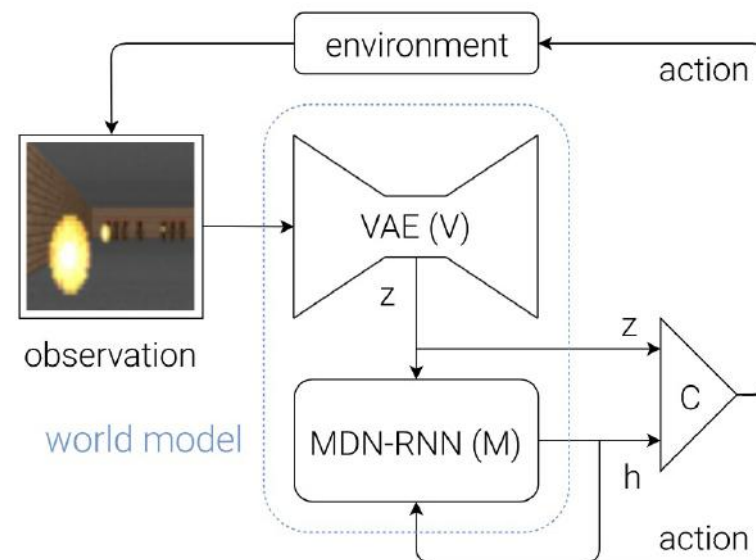 environment
action
VAE (V)
z
observation
z
C
world model
MDN-RNN (M)
h
action